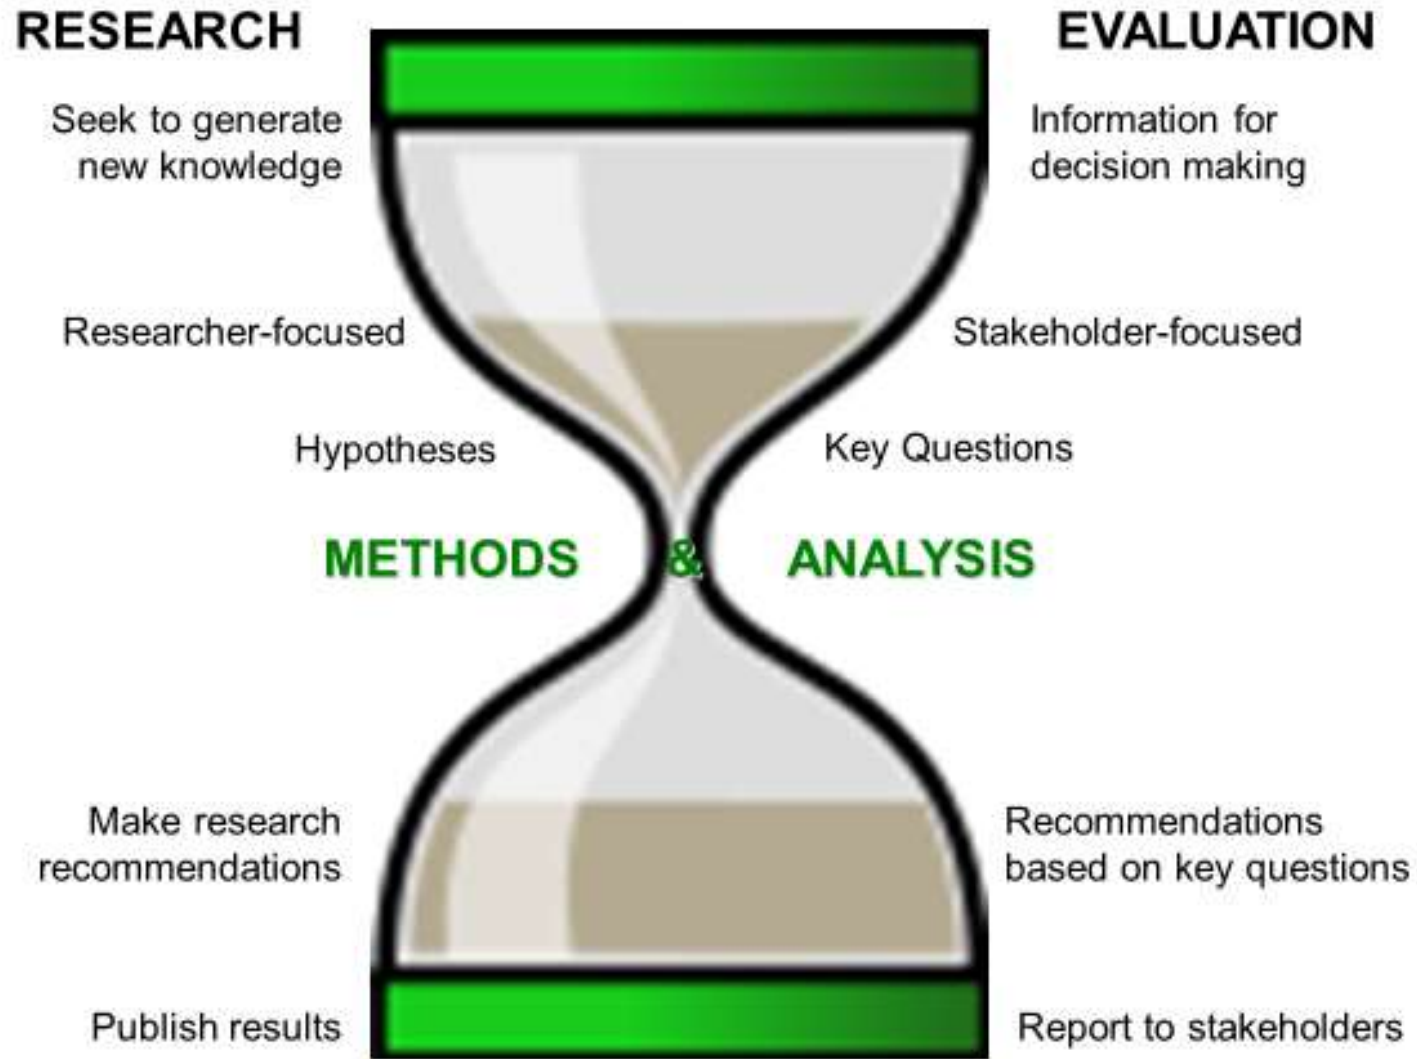 RESEARCH
EVALUATION
Seek to generate
new knowledge
Information for
decision making
Researcher-focused
Stakeholder-focused
Hypotheses
Key Questions
METHODS & ANALYSIS
Make research
recommendations
Recommendations
based on key questions
Publish results
Report to stakeholders